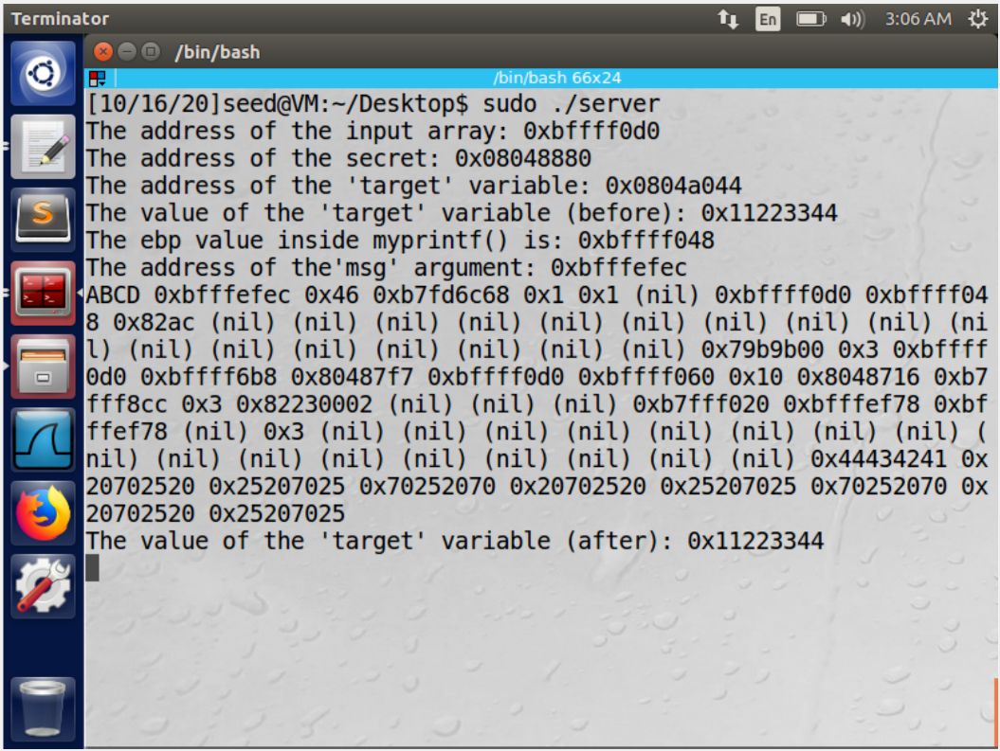 Terminator
En
3:06 AM
/bin/bash
/bin/bash 66x24
[10/16/20]seed@VM:~/Desktop$ sudo ./server
The address of the input array: 0xbffff0d0
The address of the secret: 0x08048880
The address of the 'target' variable: 0x0804a044
The value of the 'target' variable (before): 0x11223344
The ebp value inside myprintf() is: 0xbffff048
The address of the'msg' argument: 0xbfffefec
ABCD 0xbfffefec 0x46 0xb7fd6c68 0x1 0x1 (nil) 0xbffff0d0 0xbffff04
8 0x82ac (nil) (nil) (nil) (nil) (nil) (nil) (nil) (nil) (nil) (ni
l) (nil) (nil) (nil) (nil) (nil) (nil) (nil) 0x79b9b00 0x3 0xbffff
0d0 0xbffff6b8 0x80487f7 0xbffff0d0 0xbffff060 0x10 0x8048716 0xb7
fff8cc 0x3 0x82230002 (nil) (nil) (nil) 0xb7fff020 0xbfffef78 0xbf
ffef78 (nil) 0x3 (nil) (nil) (nil) (nil) (nil) (nil) (nil) (nil) (
nil) (nil) (nil) (nil) (nil) (nil) (nil) (nil) (nil) 0x44434241 0x
20702520 0x25207025 0x70252070 0x20702520 0x25207025 0x70252070 0x
20702520 0x25207025
The value of the 'target' variable (after): 0x11223344